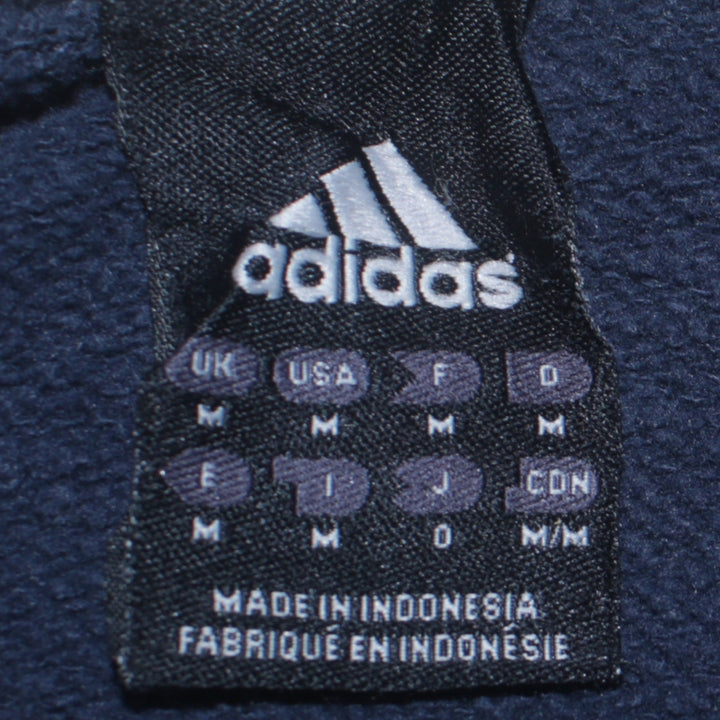 adidas
UK USA F D
M M M M
E I J CDN
M M O M/M
MADE IN INDONESIA
FABRIQUÉ EN INDONÉSIE